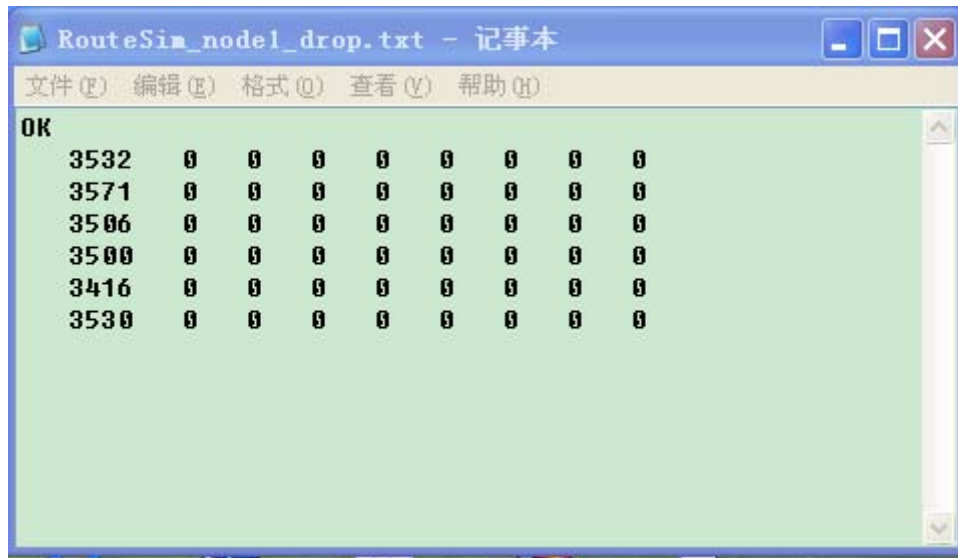 RouteSim_node1_drop.txt - 记事本
文件(F) 编辑(E) 格式(O) 查看(V) 帮助(H)
OK
3532 0 0 0 0 0 0 0 0
3571 0 0 0 0 0 0 0 0
3506 0 0 0 0 0 0 0 0
3500 0 0 0 0 0 0 0 0
3416 0 0 0 0 0 0 0 0
3530 0 0 0 0 0 0 0 0